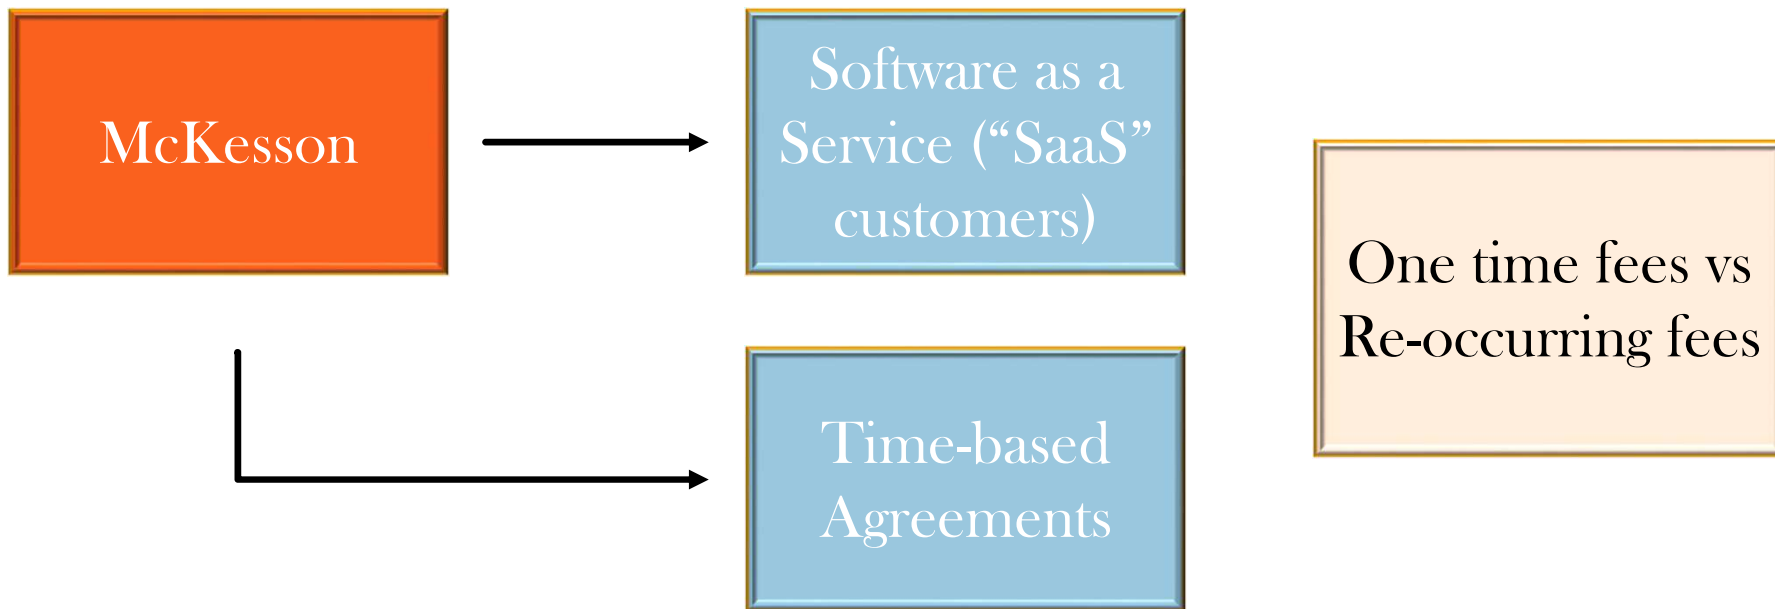 McKesson
Software as a
Service (“SaaS”
customers)
One time fees vs
Re-occurring fees
Time-based
Agreements